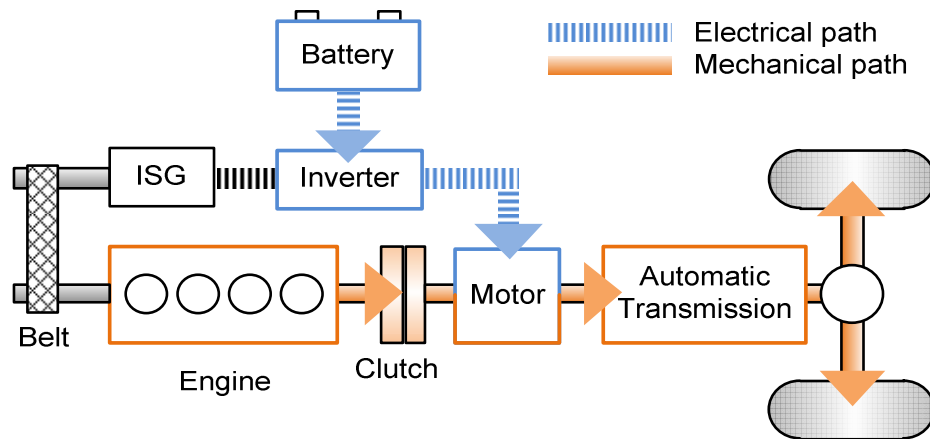 Battery
Electrical path
Mechanical path
ISG
Inverter
Motor
Automatic
Transmission
Belt
Engine
Clutch